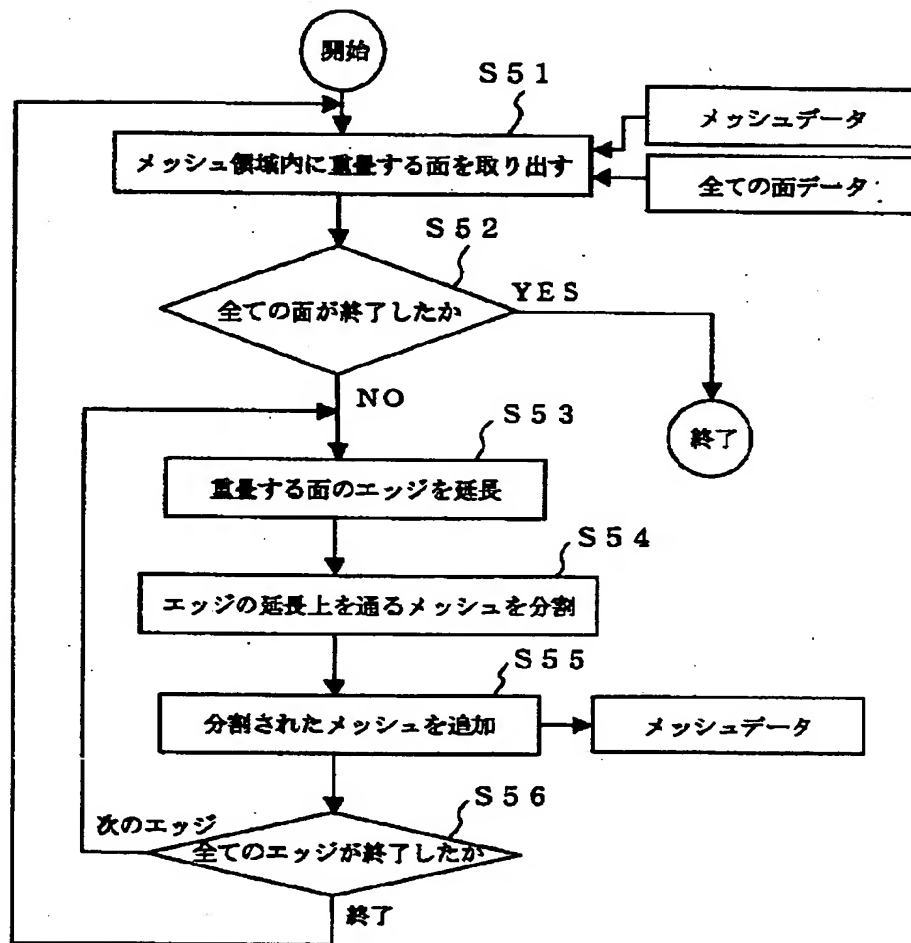 開始
S51
メッシュデータ
メッシュ領域内に重畳する面を取り出す
全ての面データ
S52
全ての面が終了したか
YES
NO
終了
S53
重畳する面のエッジを延長
S54
エッジの延長上を通るメッシュを分割
S55
分割されたメッシュを追加
メッシュデータ
S56
次のエッジ
全てのエッジが終了したか
終了